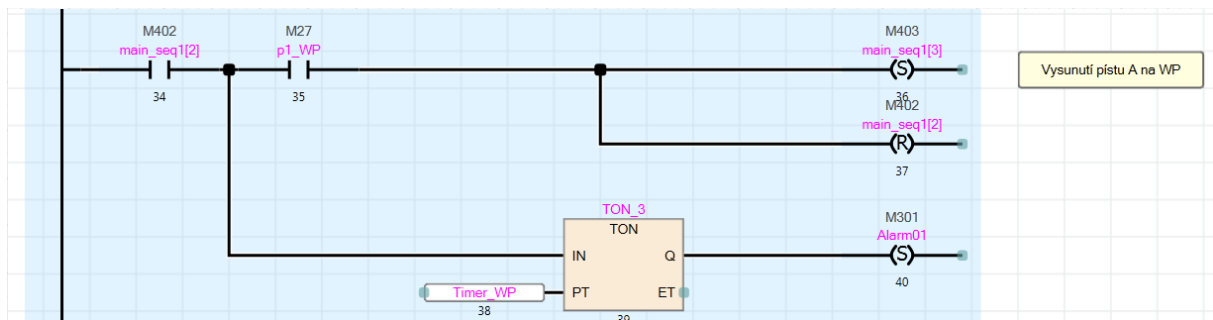 M402
main_seq1[2]
34
M27
p1_WP
35
M403
main_seq1[3]
S
36
Vysunutí pístu A na WP
M402
main_seq1[2]
R
37
TON_3
TON
IN
Q
PT
ET
39
Timer_WP
38
M301
Alarm01
S
40